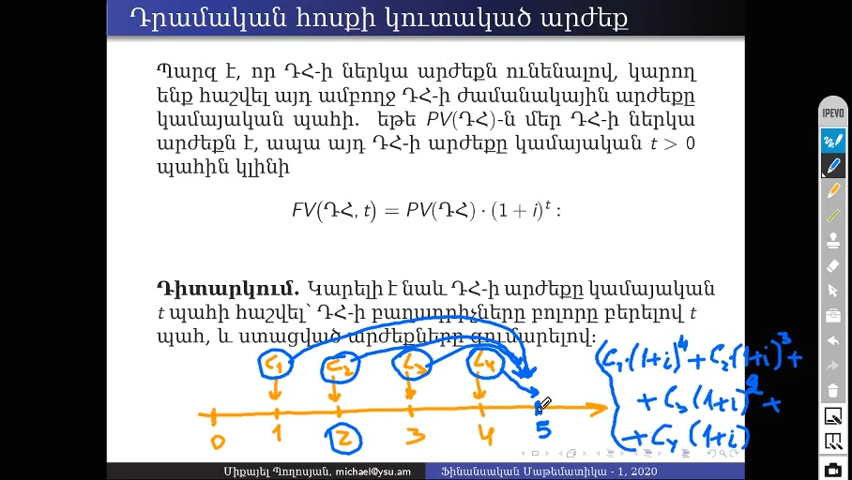 Դրամական հոսքի կուտակած արժեք
Պարզ է, որ ԴՀ-ի ներկա արժեքն ունենալով, կարող
ենք հաշվել այդ ամբողջ ԴՀ-ի ժամանակային արժեքը
կամայական պահի. եթե PV(ԴՀ)-ն մեր ԴՀ-ի ներկա
արժեքն է, ապա այդ ԴՀ-ի արժեքը կամայական t > 0
պահին կլինի
FV(ԴՀ, t) = PV(ԴՀ) · (1 + i)^t :
Դիտարկում. Կարելի է նաև ԴՀ-ի արժեքը կամայական
t պահի հաշվել՝ ԴՀ-ի բաղադրիչները բոլորը բերելով t
պահ, և ստացված արժեքները գումարելով:
C₁ C₂ C₃ C₄
0 1 2 3 4 5
C₁·(1+i)^4 + C₂·(1+i)^3 +
+ C₃ (1+i)^2 +
+ C₄ (1+i)
IPEVO
Միքայել Պողոսյան, michael@ysu.am
Ֆինանսական Մաթեմատիկա - 1, 2020